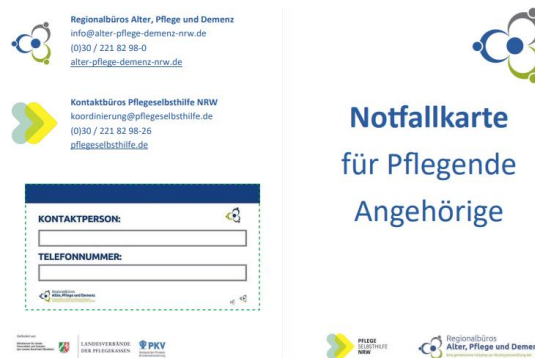 Regionalbüros Alter, Pflege und Demenz
info@alter-pflege-demenz-nrw.de
(0)30 / 221 82 98-0
alter-pflege-demenz-nrw.de
Kontaktbüros Pflegeselbsthilfe NRW
koordinierung@pflegeselbsthilfe.de
(0)30 / 221 82 98-26
pflegeselbsthilfe.de
KONTAKTPERSON:
TELEFONNUMMER:
Regionalbüros
Alter, Pflege und Demenz
LANDESVERBÄNDE
DER PFLEGEKASSEN
PKV
Notfallkarte
für Pflegende
Angehörige
PFLEGE
SELBSTHILFE
NRW
Regionalbüros
Alter, Pflege und Demen